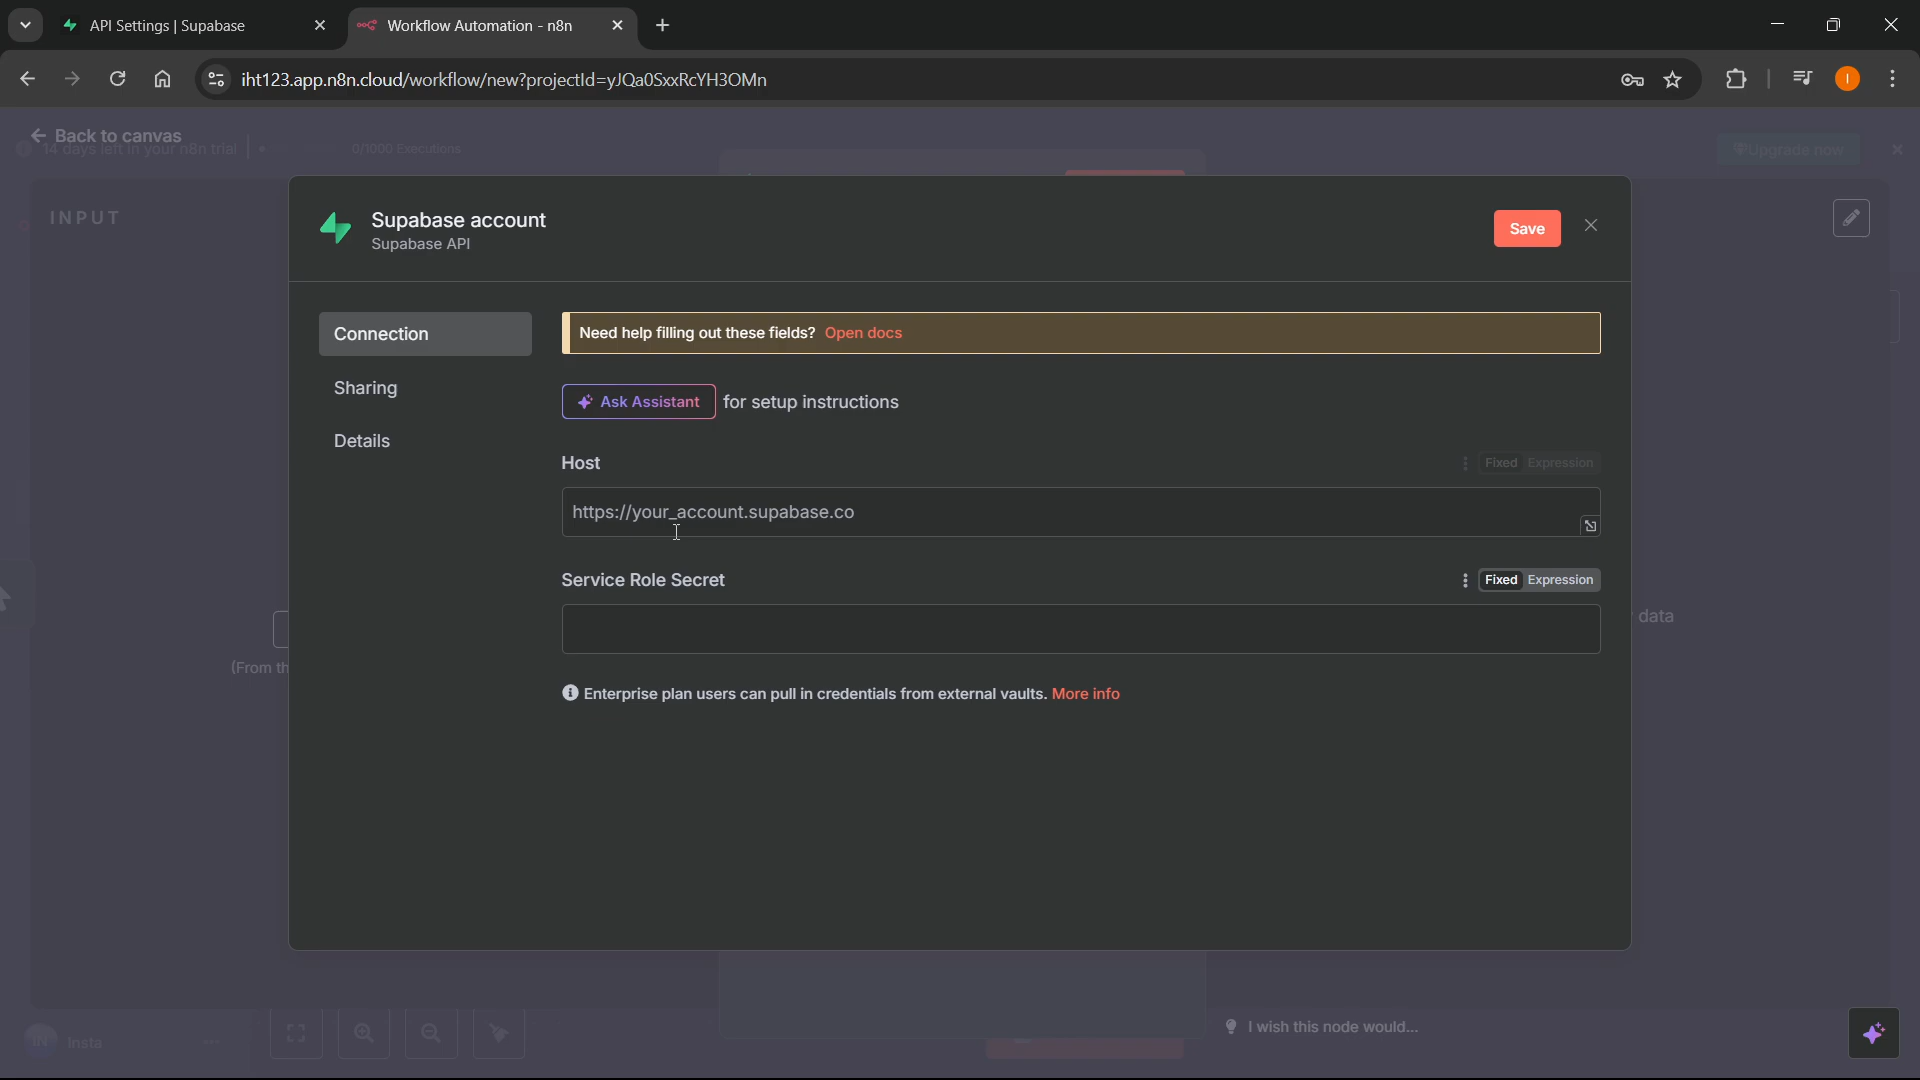 API Settings | Supabase
Workflow Automation - n8n
iht123.app.n8n.cloud/workflow/new?projectId=yJQa0SxxRcYH3OMn
I
Back to canvas
14 days left in your n8n trial
0/1000 Executions
Upgrade now
INPUT
Supabase account
Supabase API
Save
Connection
Need help filling out these fields? Open docs
Sharing
Ask Assistant for setup instructions
Details
Host
Fixed Expression
https://your_account.supabase.co
Service Role Secret
Fixed Expression
data
(From th
Enterprise plan users can pull in credentials from external vaults. More info
I wish this node would...
IN
Insta